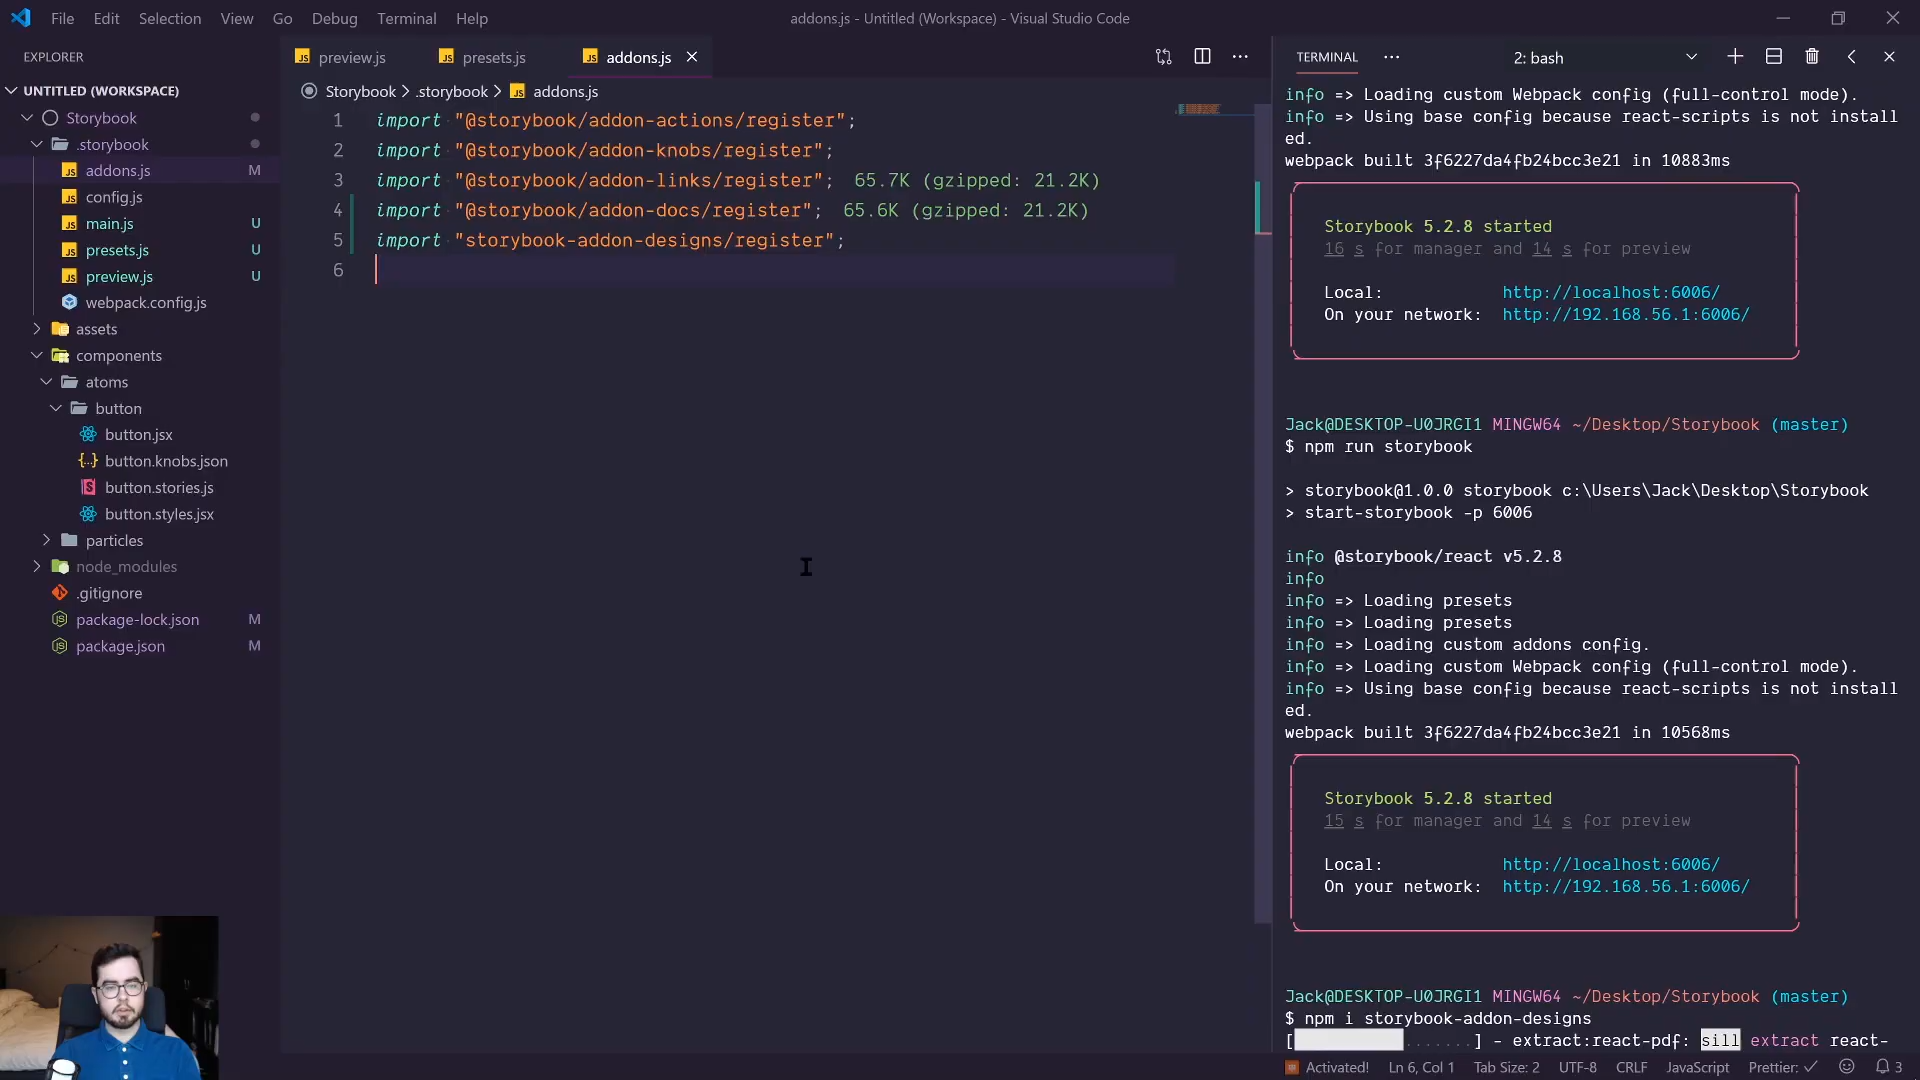 File Edit Selection View Go Debug Terminal Help
addons.js - Untitled (Workspace) - Visual Studio Code
EXPLORER
UNTITLED (WORKSPACE)
Storybook
.storybook
addons.js M
config.js
main.js U
presets.js U
preview.js U
webpack.config.js
assets
components
atoms
button
button.jsx
button.knobs.json
button.stories.js
button.styles.jsx
particles
node_modules
.gitignore
package-lock.json M
package.json M
preview.js presets.js addons.js
Storybook > .storybook > addons.js
1 import "@storybook/addon-actions/register";
2 import "@storybook/addon-knobs/register";
3 import "@storybook/addon-links/register"; 65.7K (gzipped: 21.2K)
4 import "@storybook/addon-docs/register"; 65.6K (gzipped: 21.2K)
5 import "storybook-addon-designs/register";
6
TERMINAL ··· 2: bash
info => Loading custom Webpack config (full-control mode).
info => Using base config because react-scripts is not install
ed.
webpack built 3f6227da4fb24bcc3e21 in 10883ms
Storybook 5.2.8 started
16 s for manager and 14 s for preview
Local: http://localhost:6006/
On your network: http://192.168.56.1:6006/
Jack@DESKTOP-U0JRGI1 MINGW64 ~/Desktop/Storybook (master)
$ npm run storybook
> storybook@1.0.0 storybook c:\Users\Jack\Desktop\Storybook
> start-storybook -p 6006
info @storybook/react v5.2.8
info
info => Loading presets
info => Loading presets
info => Loading custom addons config.
info => Loading custom Webpack config (full-control mode).
info => Using base config because react-scripts is not install
ed.
webpack built 3f6227da4fb24bcc3e21 in 10568ms
Storybook 5.2.8 started
15 s for manager and 14 s for preview
Local: http://localhost:6006/
On your network: http://192.168.56.1:6006/
Jack@DESKTOP-U0JRGI1 MINGW64 ~/Desktop/Storybook (master)
$ npm i storybook-addon-designs
[ .......] - extract:react-pdf: sill extract react-
Activated! Ln 6, Col 1 Tab Size: 2 UTF-8 CRLF JavaScript Prettier: ✓ 3